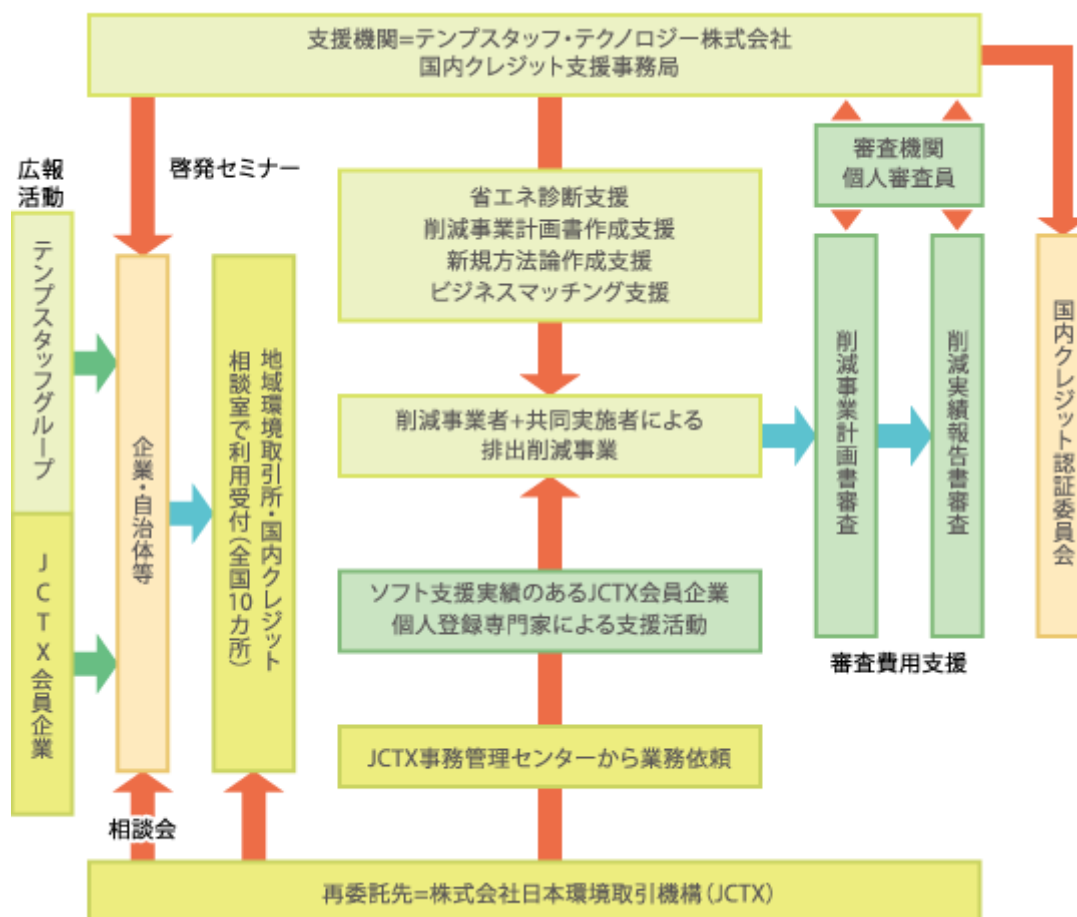 支援機関=テンプスタッフ・テクノロジー株式会社
国内クレジット支援事務局
広報
活動
啓発セミナー
テンプスタッフグループ
JCTX会員企業
企業・自治体等
地域環境取引所・国内クレジット
相談室で利用受付(全国10カ所)
省エネ診断支援
削減事業計画書作成支援
新規方法論作成支援
ビジネスマッチング支援
削減事業者+共同実施者による
排出削減事業
ソフト支援実績のあるJCTX会員企業
個人登録専門家による支援活動
JCTX事務管理センターから業務依頼
審査機関
個人審査員
削減事業計画書審査
削減実績報告書審査
審査費用支援
国内クレジット認証委員会
相談会
再委託先=株式会社日本環境取引機構(JCTX)